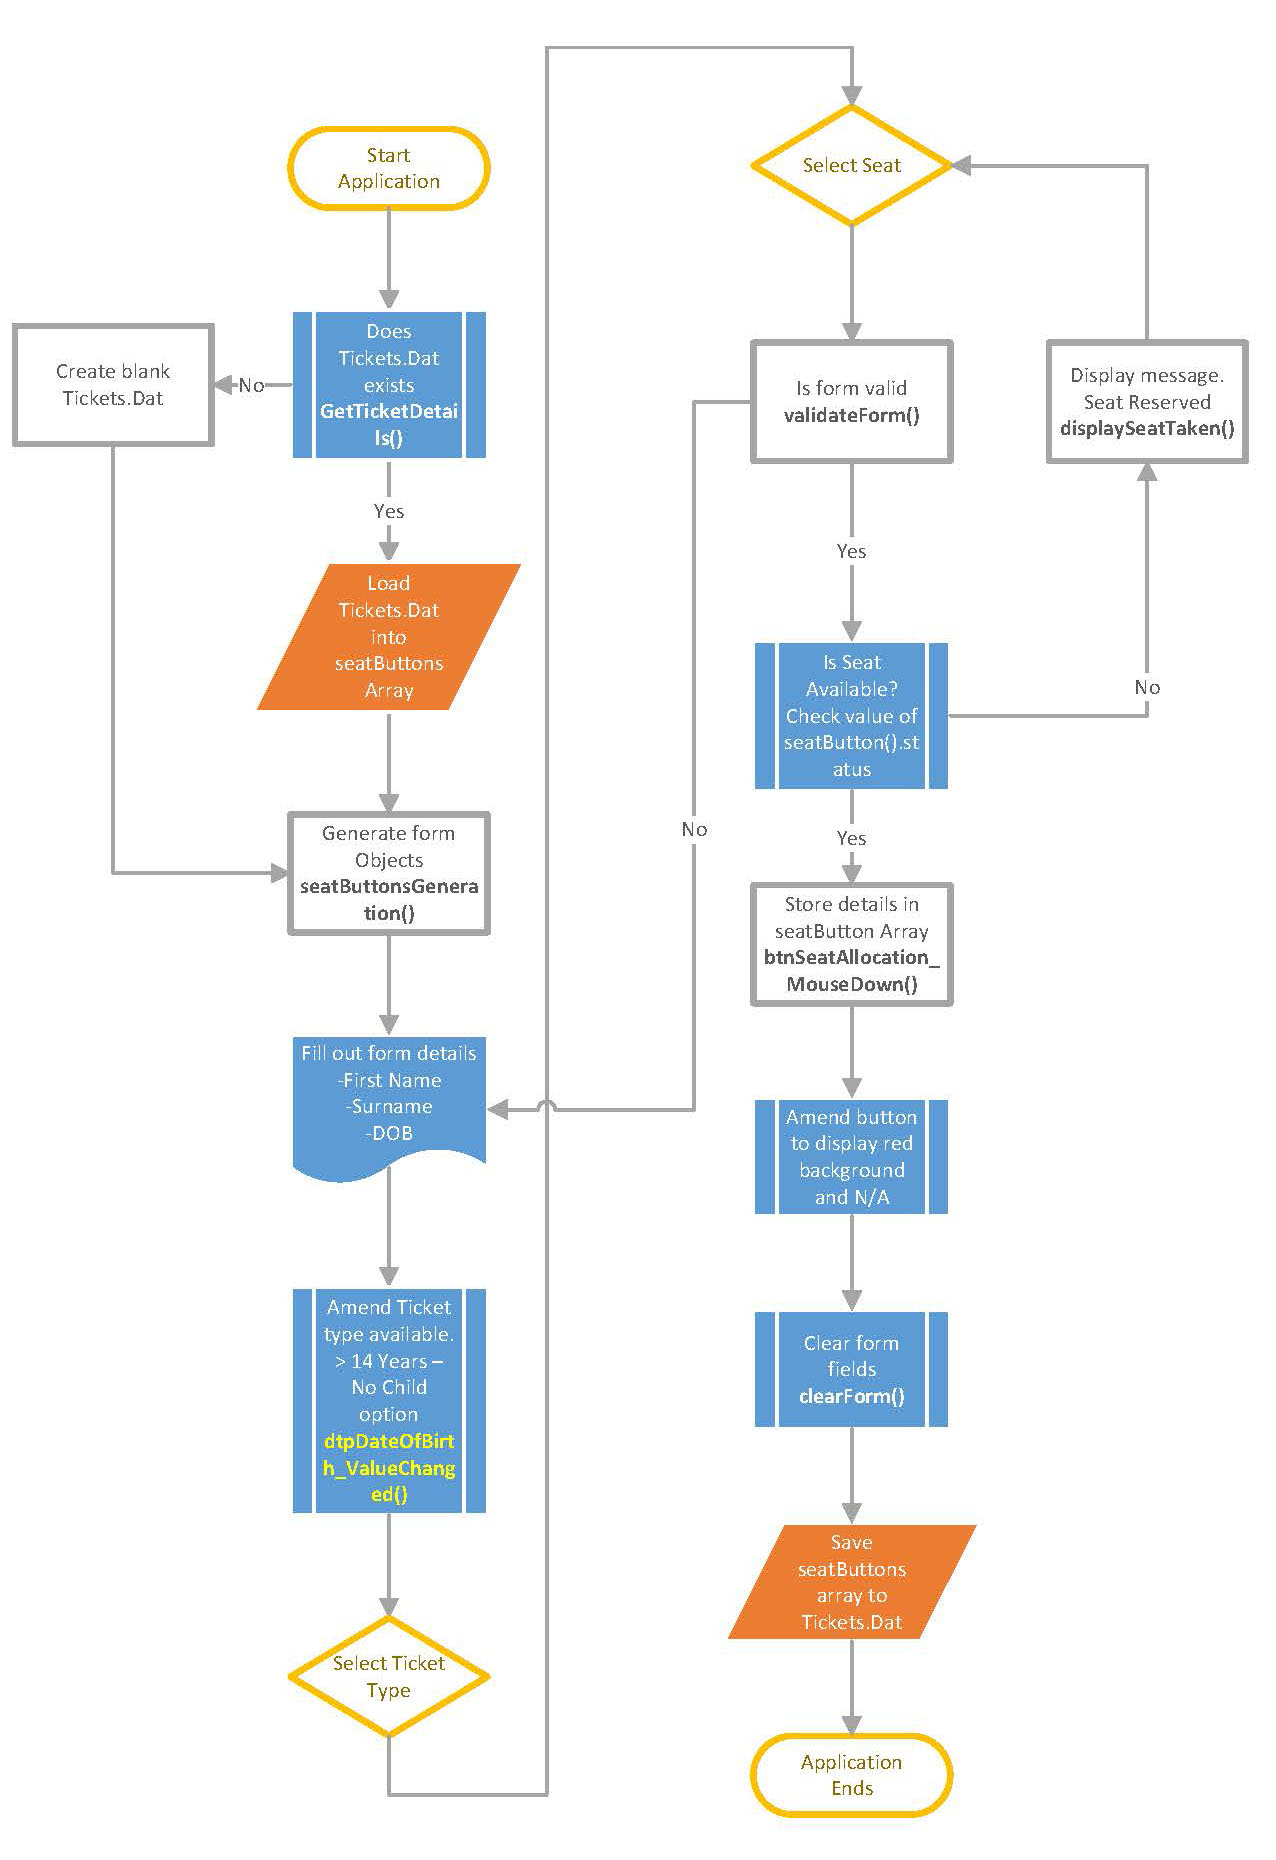 Start
Application
Does
Tickets.Dat
exists
GetTicketDetai
ls()
No
Create blank
Tickets.Dat
Yes
Load
Tickets.Dat
into
seatButtons
Array
Generate form
Objects
seatButtonsGenera
tion()
Fill out form details
-First Name
-Surname
-DOB
Amend Ticket
type available.
> 14 Years –
No Child
option
dtpDateOfBirt
h_ValueChang
ed()
Select Ticket
Type
Select Seat
Is form valid
validateForm()
No
Yes
Is Seat
Available?
Check value of
seatButton().st
atus
No
Display message.
Seat Reserved
displaySeatTaken()
Yes
Store details in
seatButton Array
btnSeatAllocation_
MouseDown()
Amend button
to display red
background
and N/A
Clear form
fields
clearForm()
Save
seatButtons
array to
Tickets.Dat
Application
Ends